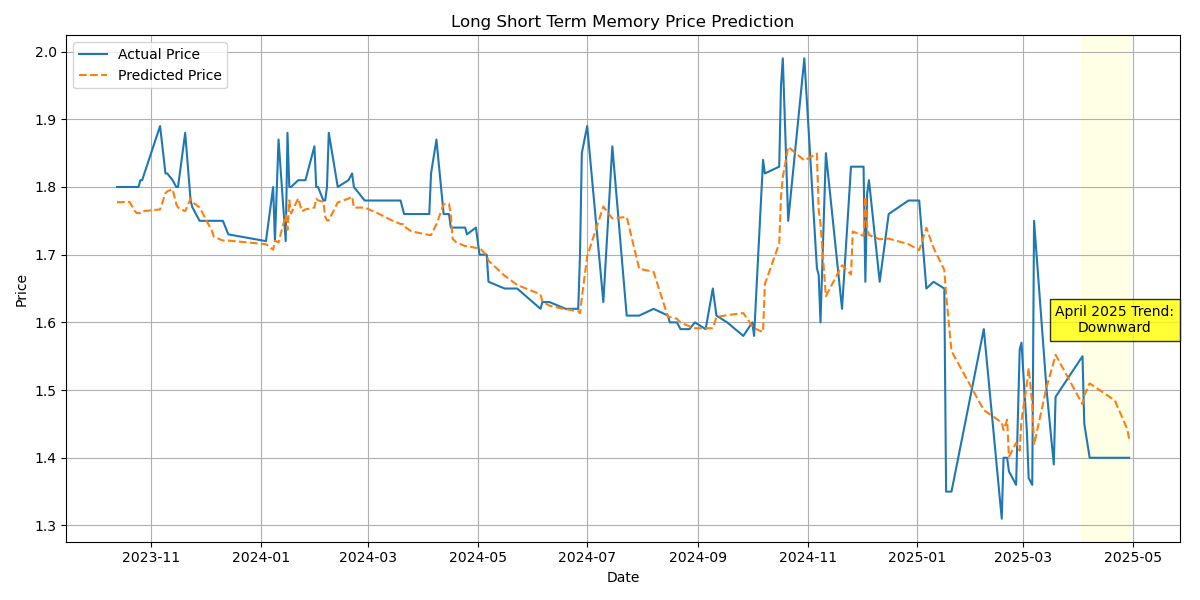 Long Short Term Memory Price Prediction
Actual Price
Predicted Price
2.0
1.9
1.8
1.7
1.6
1.5
1.4
1.3
Price
April 2025 Trend:
Downward
2023-11
2024-01
2024-03
2024-05
2024-07
2024-09
2024-11
2025-01
2025-03
2025-05
Date